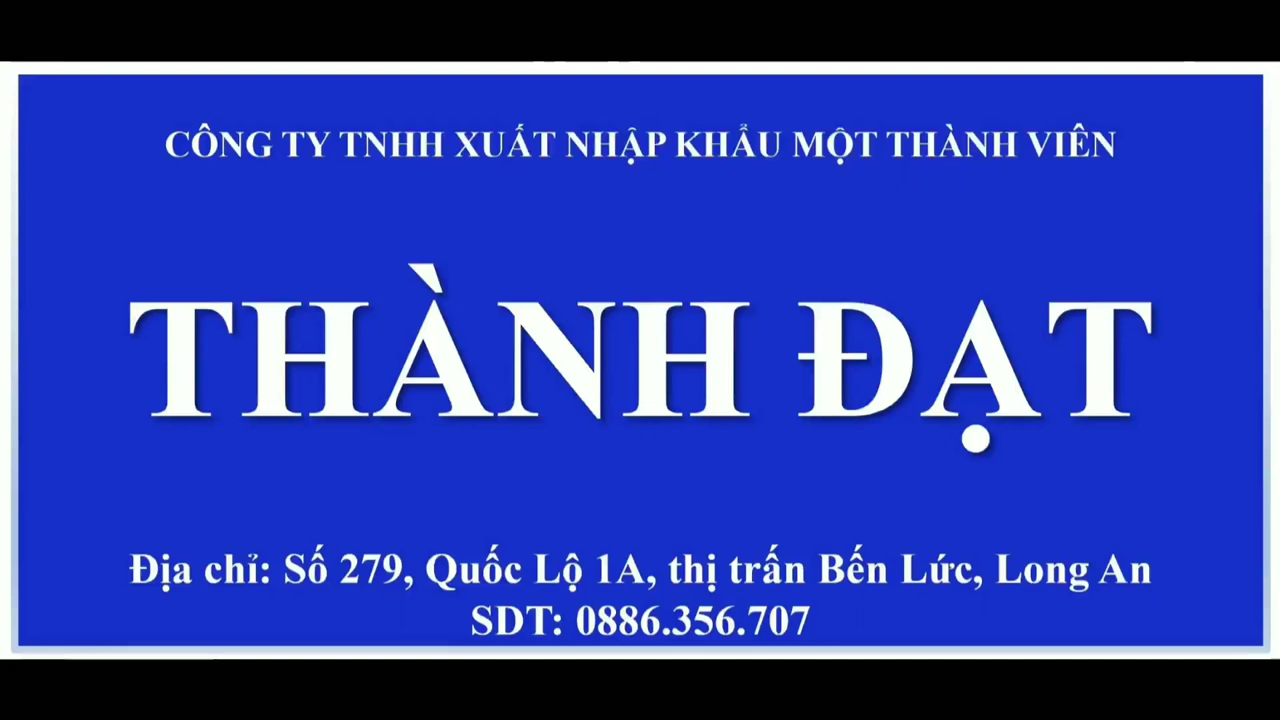 CÔNG TY TNHH XUẤT NHẬP KHẨU MỘT THÀNH VIÊN
THÀNH ĐẠT
Địa chỉ: Số 279, Quốc Lộ 1A, thị trấn Bến Lức, Long An
SDT: 0886.356.707